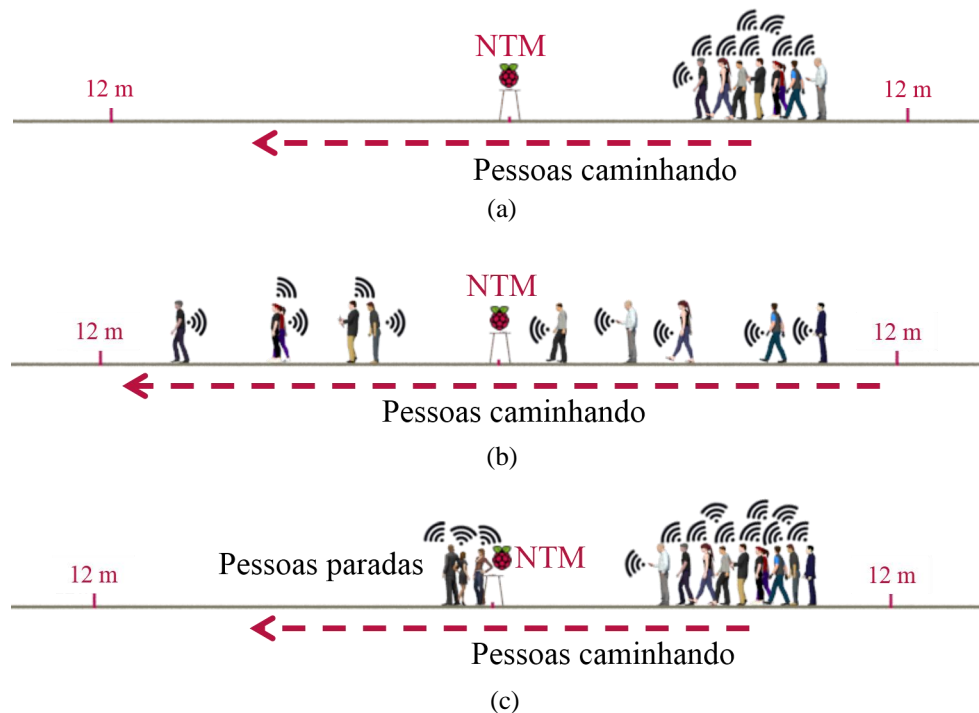 NTM
12 m
12 m
Pessoas caminhando
(a)
NTM
12 m
12 m
Pessoas caminhando
(b)
Pessoas paradas
NTM
12 m
12 m
Pessoas caminhando
(c)